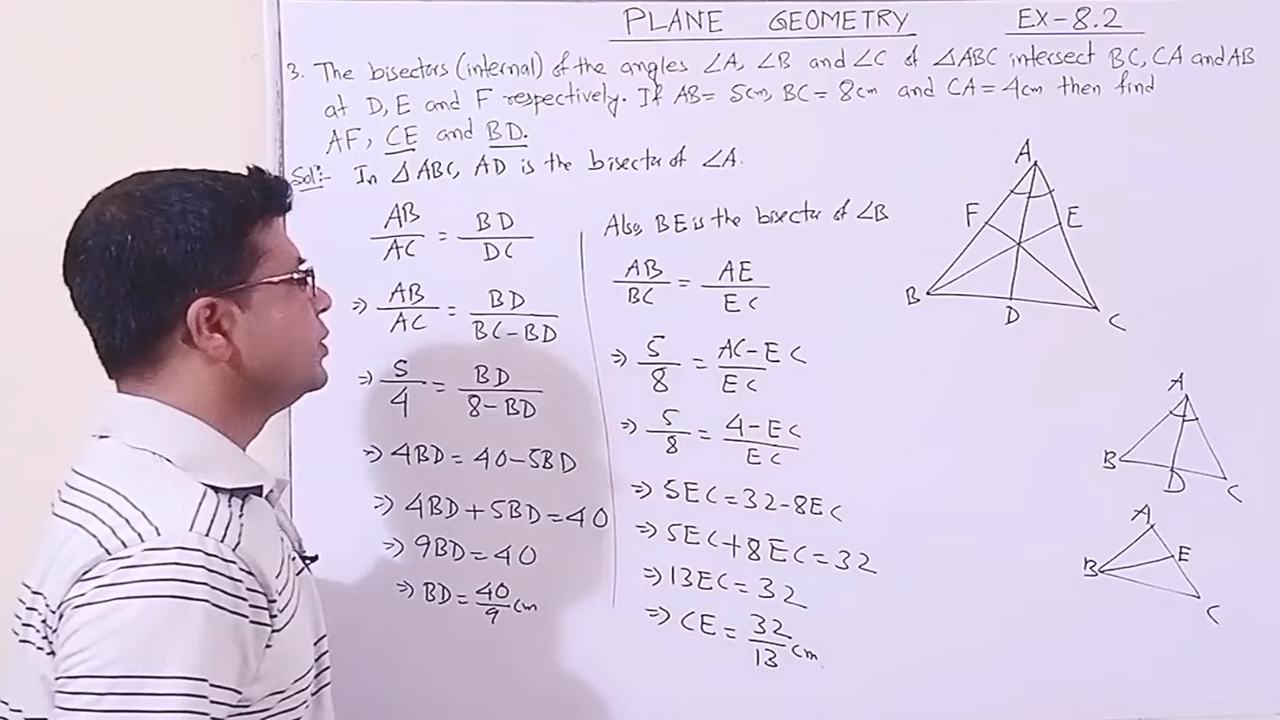 PLANE GEOMETRY EX-8.2
3. The bisectors (internal) of the angles ∠A, ∠B and ∠C of △ABC intersect BC, CA and AB
at D, E and F respectively. If AB = 5cm, BC = 8cm and CA = 4cm then find
AF, CE and BD.
Sol:- In △ABC, AD is the bisector of ∠A.
AB/AC = BD/DC
⇒ AB/AC = BD/BC-BD
⇒ 5/4 = BD/8-BD
⇒ 4BD = 40-5BD
⇒ 4BD+5BD=40
⇒ 9BD = 40
⇒ BD = 40/9 cm
Also, BE is the bisector of ∠B
AB/BC = AE/EC
⇒ 5/8 = AC-EC/EC
⇒ 5/8 = 4-EC/EC
⇒ 5EC = 32-8EC
⇒ 5EC+8EC = 32
⇒ 13EC = 32
⇒ CE = 32/13 cm
A
F E
B D C
A
B D C
A
B E
C